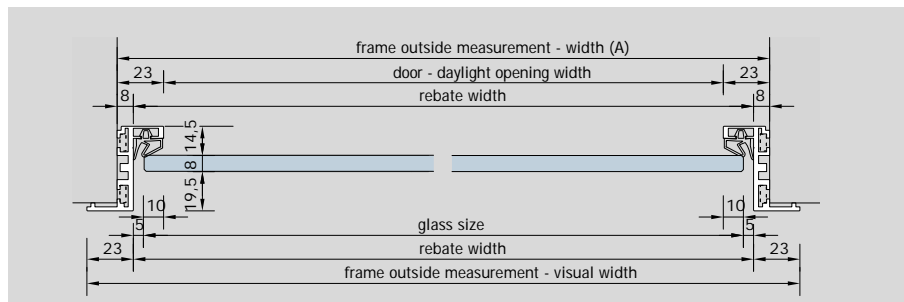 frame outside measurement - width (A)
23 door - daylight opening width 23
8 rebate width 8
14,5
8
19,5
10 10
5 glass size 5
23 rebate width 23
frame outside measurement - visual width